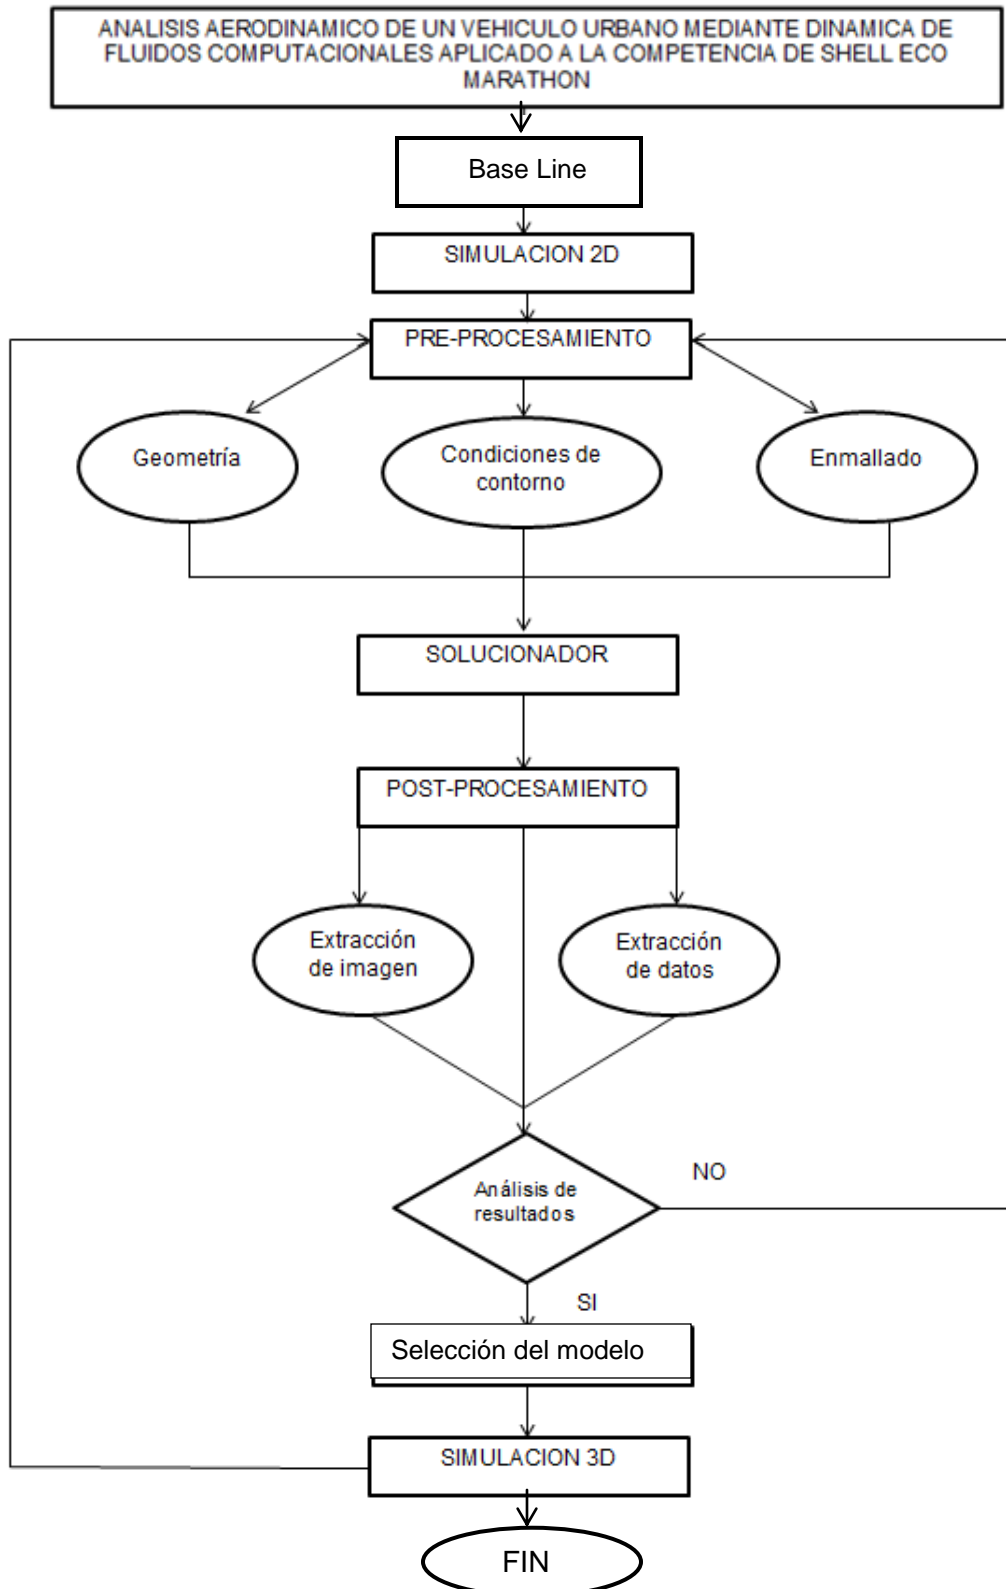 ANALISIS AERODINAMICO DE UN VEHICULO URBANO MEDIANTE DINAMICA DE
FLUIDOS COMPUTACIONALES APLICADO A LA COMPETENCIA DE SHELL ECO
MARATHON
Base Line
SIMULACION 2D
PRE-PROCESAMIENTO
Geometría
Condiciones de
contorno
Enmallado
SOLUCIONADOR
POST-PROCESAMIENTO
Extracción
de imagen
Extracción
de datos
Análisis de
resultados
NO
SI
Selección del modelo
SIMULACION 3D
FIN